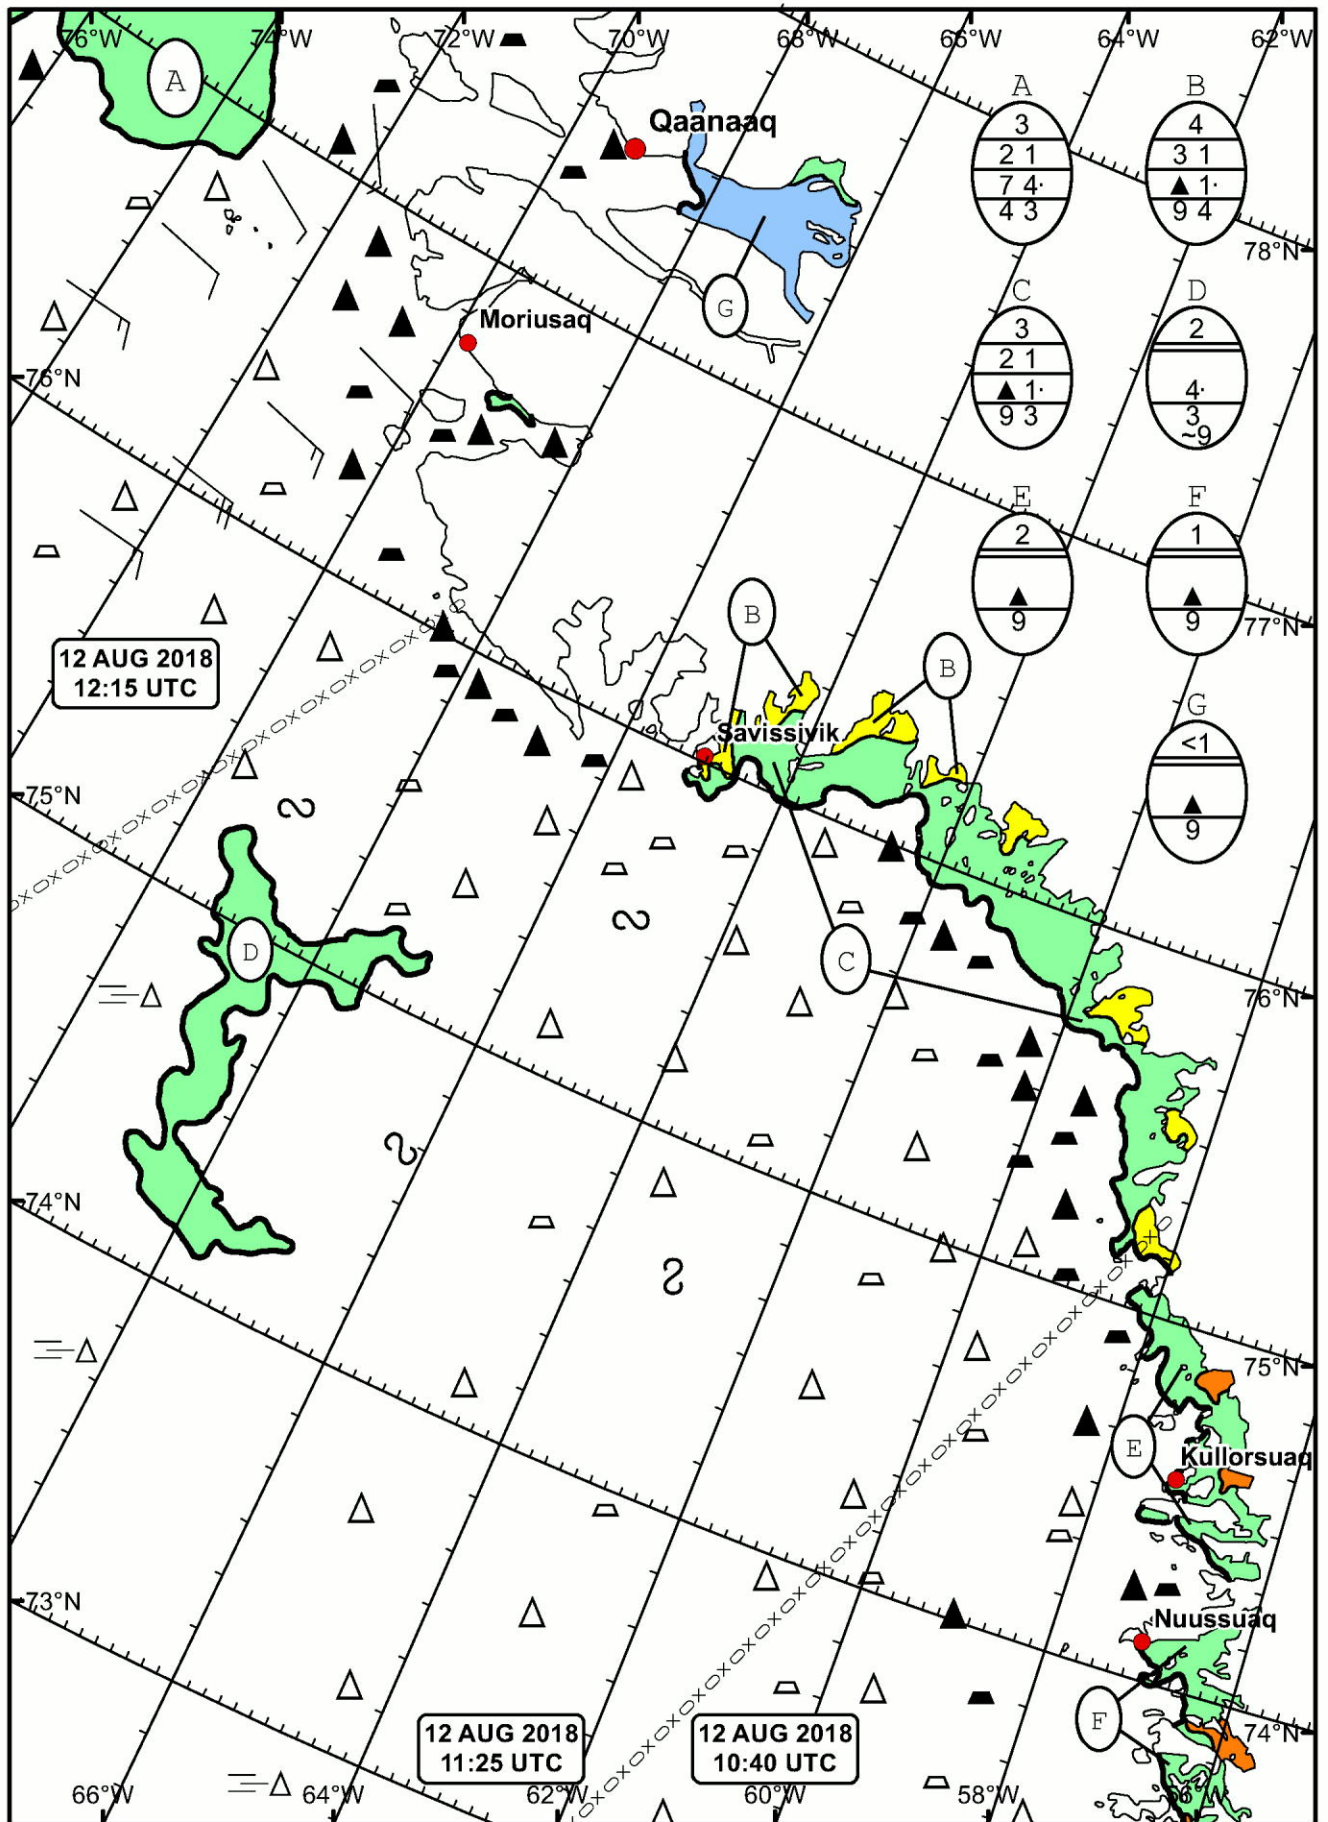 76°W 74°W 72°W 70°W 68°W 66°W 64°W 62°W
A
Qaanaaq
A
3
2 1
7 4·
4 3
B
4
3 1
▲ 1·
9 4
78°N
G
Moriusaq
C
3
2 1
▲ 1·
9 3
D
2
4·
3
~9
76°N
E
2
▲
9
F
1
▲
9
77°N
B
B
12 AUG 2018
12:15 UTC
G
<1
▲
9
Savissivik
75°N
D
C
76°N
74°N
75°N
E
Kullorsuaq
73°N
Nuussuaq
F
74°N
12 AUG 2018
11:25 UTC
12 AUG 2018
10:40 UTC
66°W 64°W 62°W 60°W 58°W 56°W